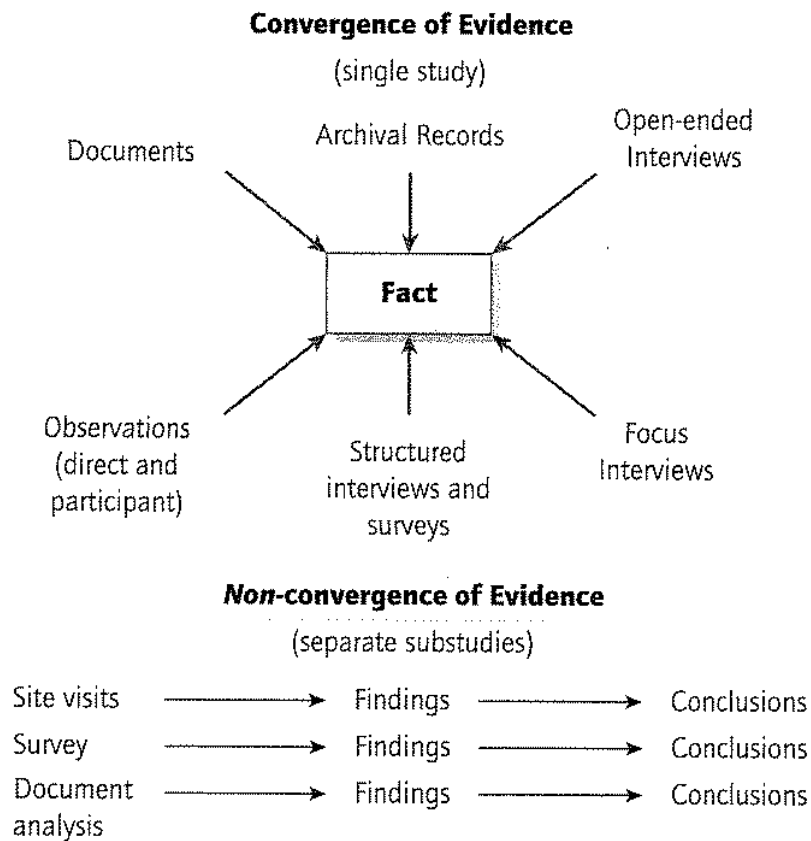 Convergence of Evidence
(single study)
Documents
Archival Records
Open-ended
Interviews
Fact
Observations
(direct and
participant)
Structured
interviews and
surveys
Focus
Interviews
Non-convergence of Evidence
(separate substudies)
Site visits Findings Conclusions
Survey Findings Conclusions
Document Findings Conclusions
analysis